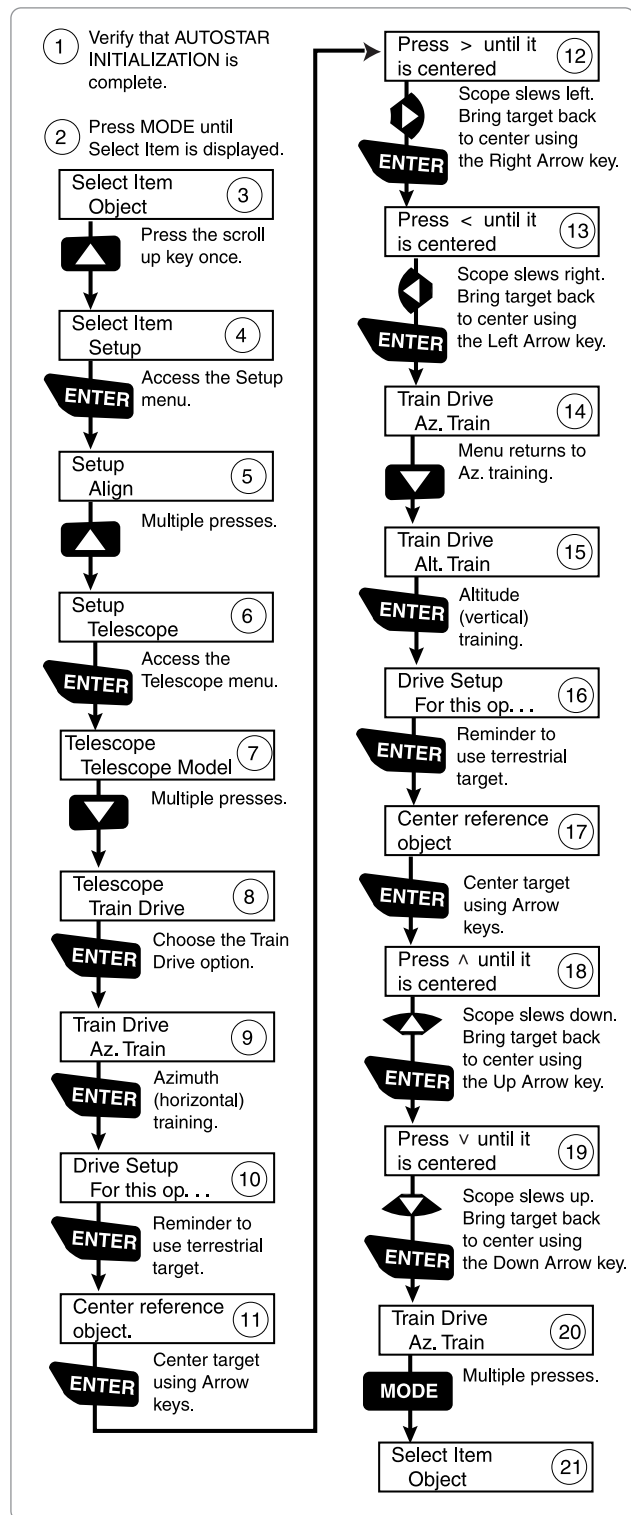 1 Verify that AUTOSTAR
INITIALIZATION is
complete.
2 Press MODE until
Select Item is displayed.
Select Item
Object
3
Press the scroll
up key once.
Select Item
Setup
4
ENTER
Access the Setup
menu.
Setup
Align
5
Multiple presses.
Setup
Telescope
6
ENTER
Access the
Telescope menu.
Telescope
Telescope Model
7
Multiple presses.
Telescope
Train Drive
8
ENTER
Choose the Train
Drive option.
Train Drive
Az. Train
9
ENTER
Azimuth
(horizontal)
training.
Drive Setup
For this op. . .
10
ENTER
Reminder to
use terrestrial
target.
Center reference
object.
11
ENTER
Center target
using Arrow
keys.
Press > until it
is centered
12
Scope slews left.
Bring target back
to center using
the Right Arrow key.
ENTER
Press < until it
is centered
13
Scope slews right.
Bring target back
to center using
the Left Arrow key.
ENTER
Train Drive
Az. Train
14
Menu returns to
Az. training.
Train Drive
Alt. Train
15
ENTER
Altitude
(vertical)
training.
Drive Setup
For this op. . .
16
ENTER
Reminder to
use terrestrial
target.
Center reference
object
17
ENTER
Center target
using Arrow
keys.
Press ^ until it
is centered
18
Scope slews down.
Bring target back
to center using
the Up Arrow key.
ENTER
Press v until it
is centered
19
Scope slews up.
Bring target back
to center using
the Down Arrow key.
ENTER
Train Drive
Az. Train
20
MODE
Multiple presses.
Select Item
Object
21